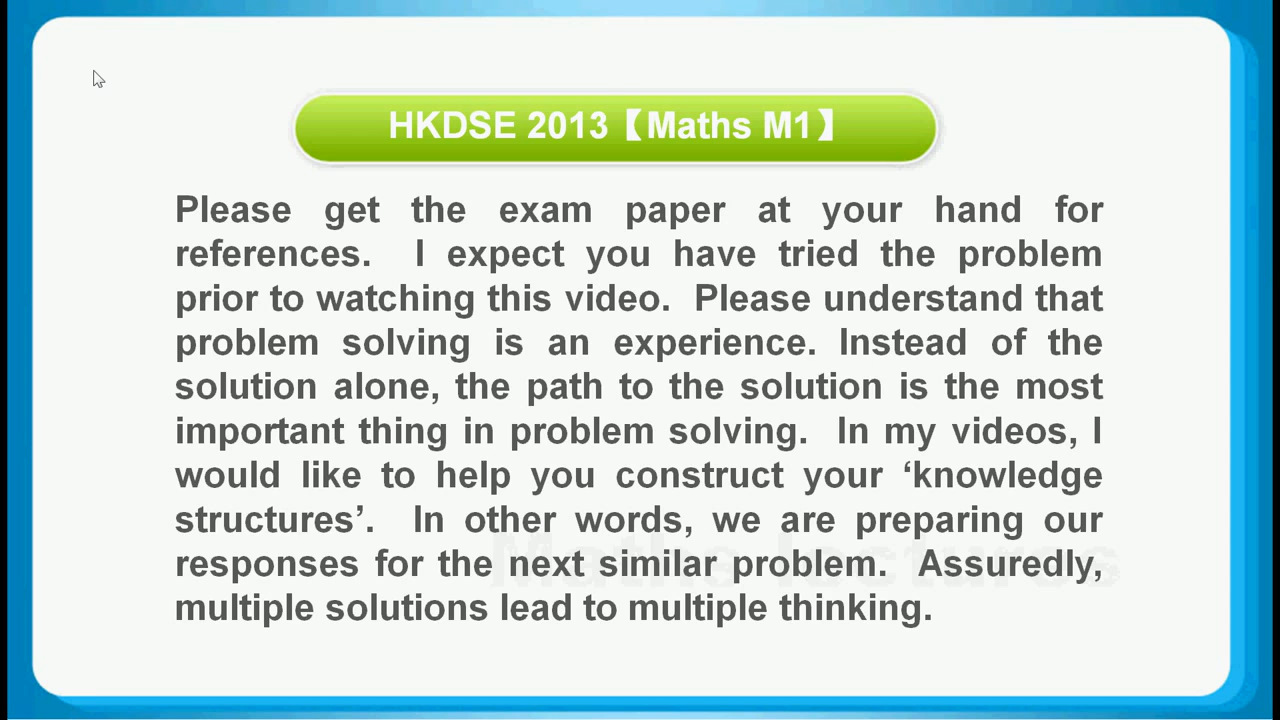 HKDSE 2013【Maths M1】
Please get the exam paper at your hand for
references. I expect you have tried the problem
prior to watching this video. Please understand that
problem solving is an experience. Instead of the
solution alone, the path to the solution is the most
important thing in problem solving. In my videos, I
would like to help you construct your ‘knowledge
structures’. In other words, we are preparing our
responses for the next similar problem. Assuredly,
multiple solutions lead to multiple thinking.
Maths lectures